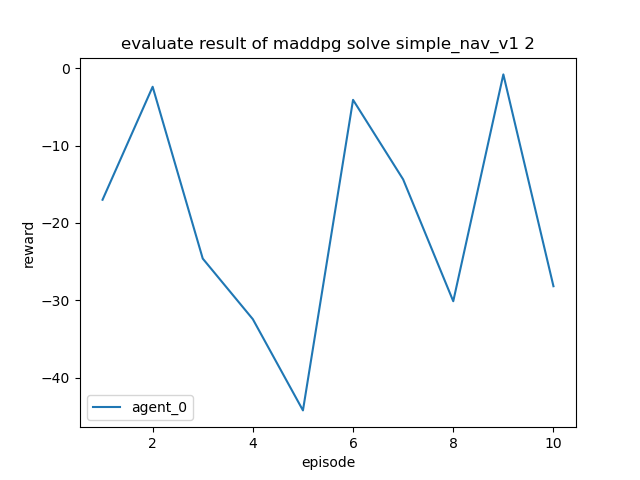 evaluate result of maddpg solve simple_nav_v1 2
0
−10
−20
−30
−40
reward
agent_0
2
4
6
8
10
episode